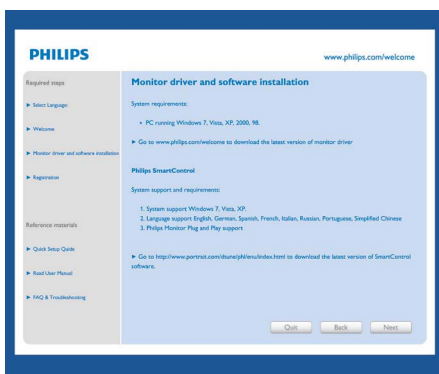 PHILIPS
www.philips.com/welcome
Required steps
Select Language
Welcome
Monitor driver and software installation
Registration
Reference materials
Quick Setup Guide
Read User Manual
FAQ & Troubleshooting
Monitor driver and software installation
System requirements:
• PC running Windows 7, Vista, XP, 2000, 98.
Go to www.philips.com/welcome to download the latest version of monitor driver
Philips SmartControl
System support and requirements:
1. System support Windows 7, Vista, XP.
2. Language support English, German, Spanish, French, Italian, Russian, Portuguese, Simplified Chinese
3. Philips Monitor Plug and Play support
Go to http://www.portrait.com/dtune/phl/enu/index.html to download the latest version of SmartControl
software.
Quit
Back
Next